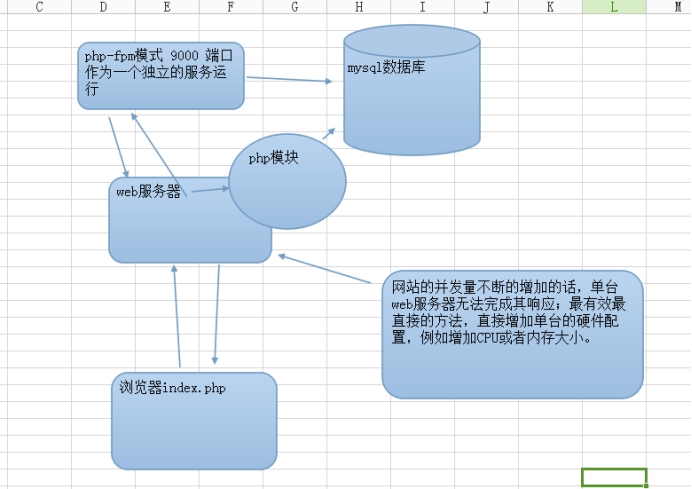 C D E F G H I J K L M
php-fpm模式 9000 端口
作为一个独立的服务运
行
mysql数据库
php模块
web服务器
网站的并发量不断的增加的话，单台
web服务器无法完成其响应；最有效最
直接的方法，直接增加单台的硬件配
置，例如增加CPU或者内存大小。
浏览器index.php